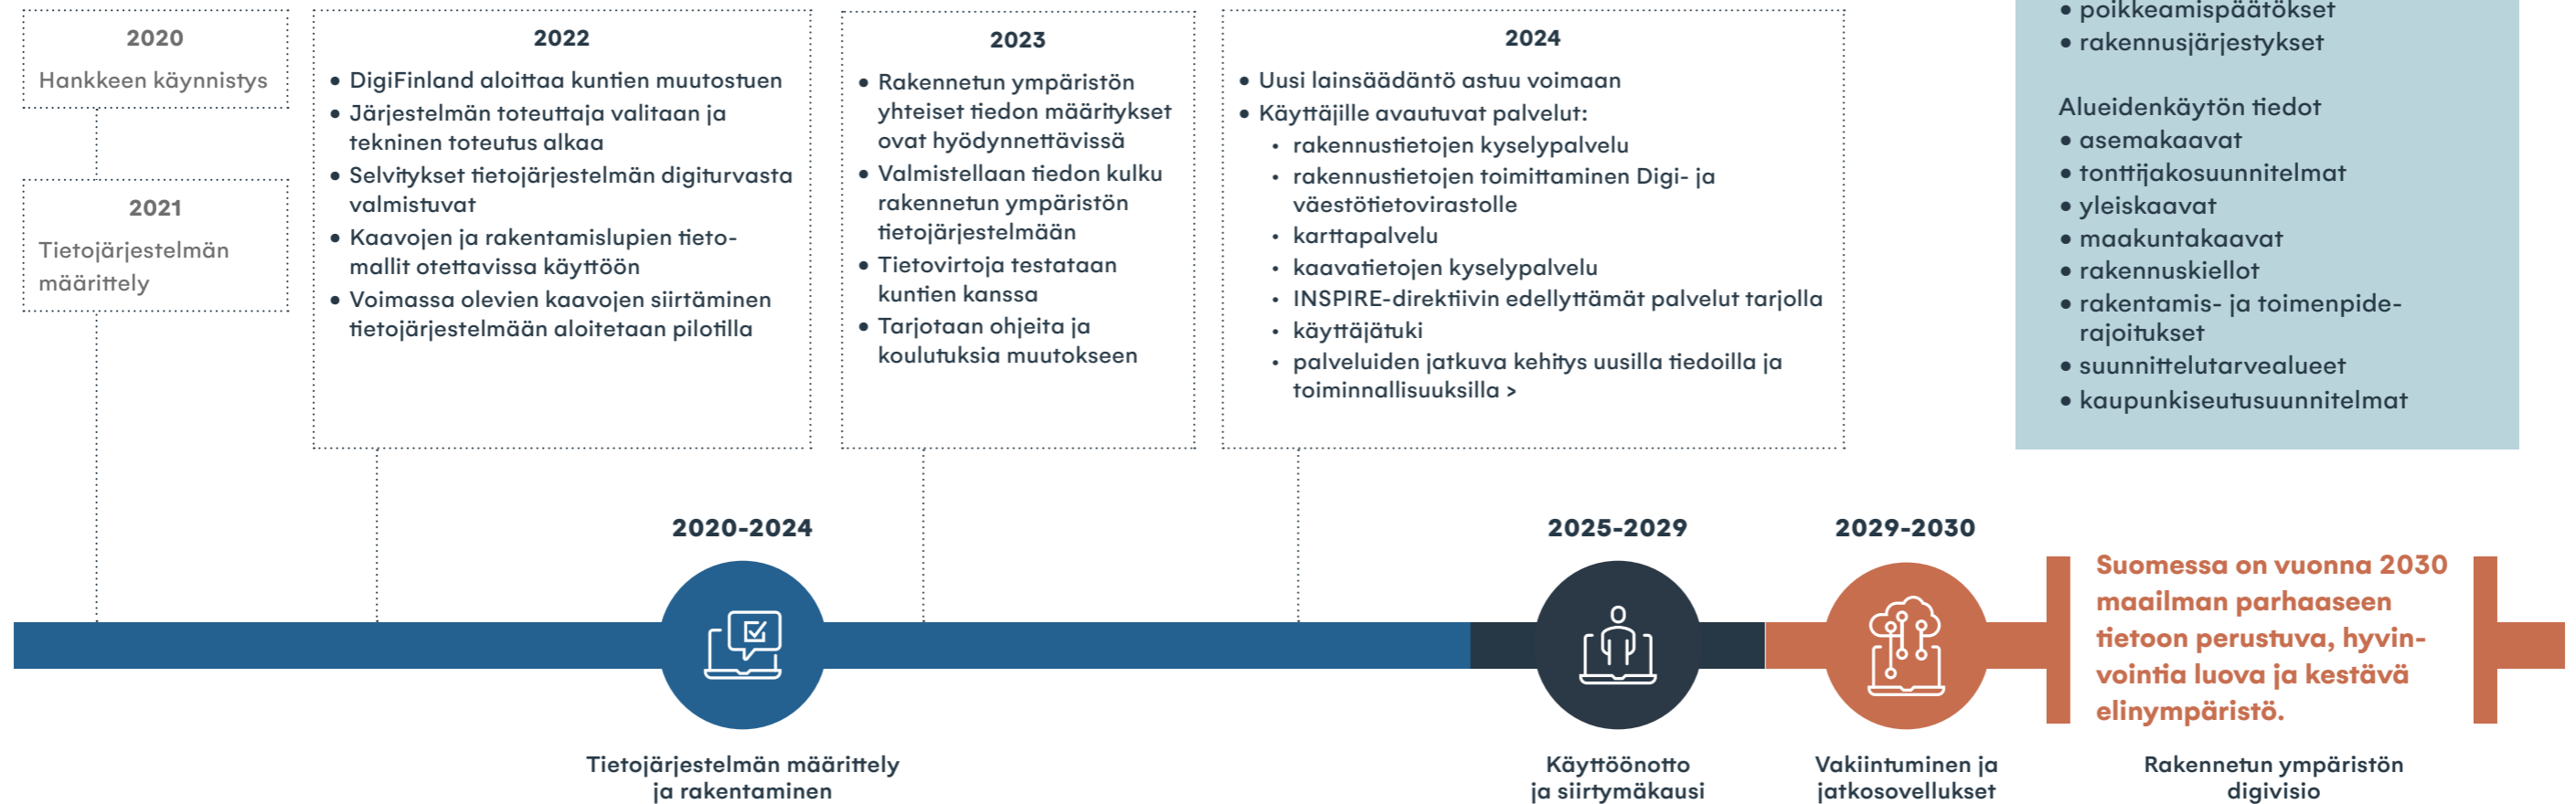 2020
Hankkeen käynnistys
2021
Tietojärjestelmän
määrittely
2022
• DigiFinland aloittaa kuntien muutostuen
• Järjestelmän toteuttaja valitaan ja
tekninen toteutus alkaa
• Selvitykset tietojärjestelmän digiturvasta
valmistuvat
• Kaavojen ja rakentamislupien tieto-
mallit otettavissa käyttöön
• Voimassa olevien kaavojen siirtäminen
tietojärjestelmään aloitetaan pilotilla
2023
• Rakennetun ympäristön
yhteiset tiedon määritykset
ovat hyödynnettävissä
• Valmistellaan tiedon kulku
rakennetun ympäristön
tietojärjestelmään
• Tietovirtoja testataan
kuntien kanssa
• Tarjotaan ohjeita ja
koulutuksia muutokseen
2024
• Uusi lainsäädäntö astuu voimaan
• Käyttäjille avautuvat palvelut:
• rakennustietojen kyselypalvelu
• rakennustietojen toimittaminen Digi- ja
väestötietovirastolle
• karttapalvelu
• kaavatietojen kyselypalvelu
• INSPIRE-direktiivin edellyttämät palvelut tarjolla
• käyttäjätuki
• palveluiden jatkuva kehitys uusilla tiedoilla ja
toiminnallisuuksilla >
• poikkeamispäätökset
• rakennusjärjestykset
Alueidenkäytön tiedot
• asemakaavat
• tonttijakosuunnitelmat
• yleiskaavat
• maakuntakaavat
• rakennuskiellot
• rakentamis- ja toimenpide-
rajoitukset
• suunnittelutarvealueet
• kaupunkiseutusuunnitelmat
2020-2024
Tietojärjestelmän määrittely
ja rakentaminen
2025-2029
Käyttöönotto
ja siirtymäkausi
2029-2030
Vakiintuminen ja
jatkosovellukset
Suomessa on vuonna 2030
maailman parhaaseen
tietoon perustuva, hyvin-
vointia luova ja kestävä
elinympäristö.
Rakennetun ympäristön
digivisio